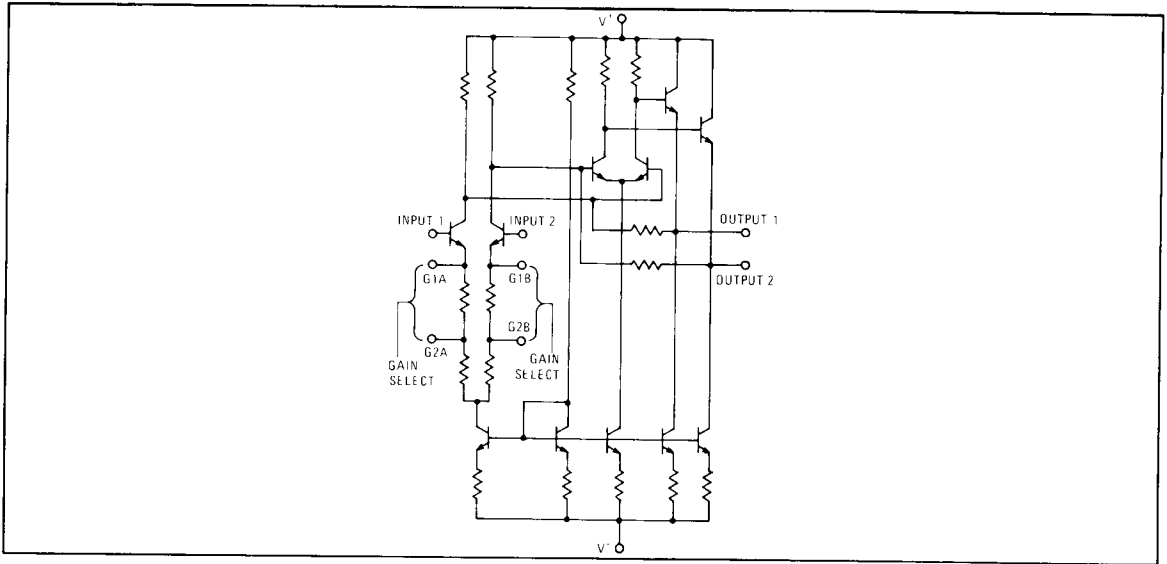 V+
INPUT 1
INPUT 2
OUTPUT 1
G1A
G1B
OUTPUT 2
G2A
G2B
GAIN
SELECT
GAIN
SELECT
V-